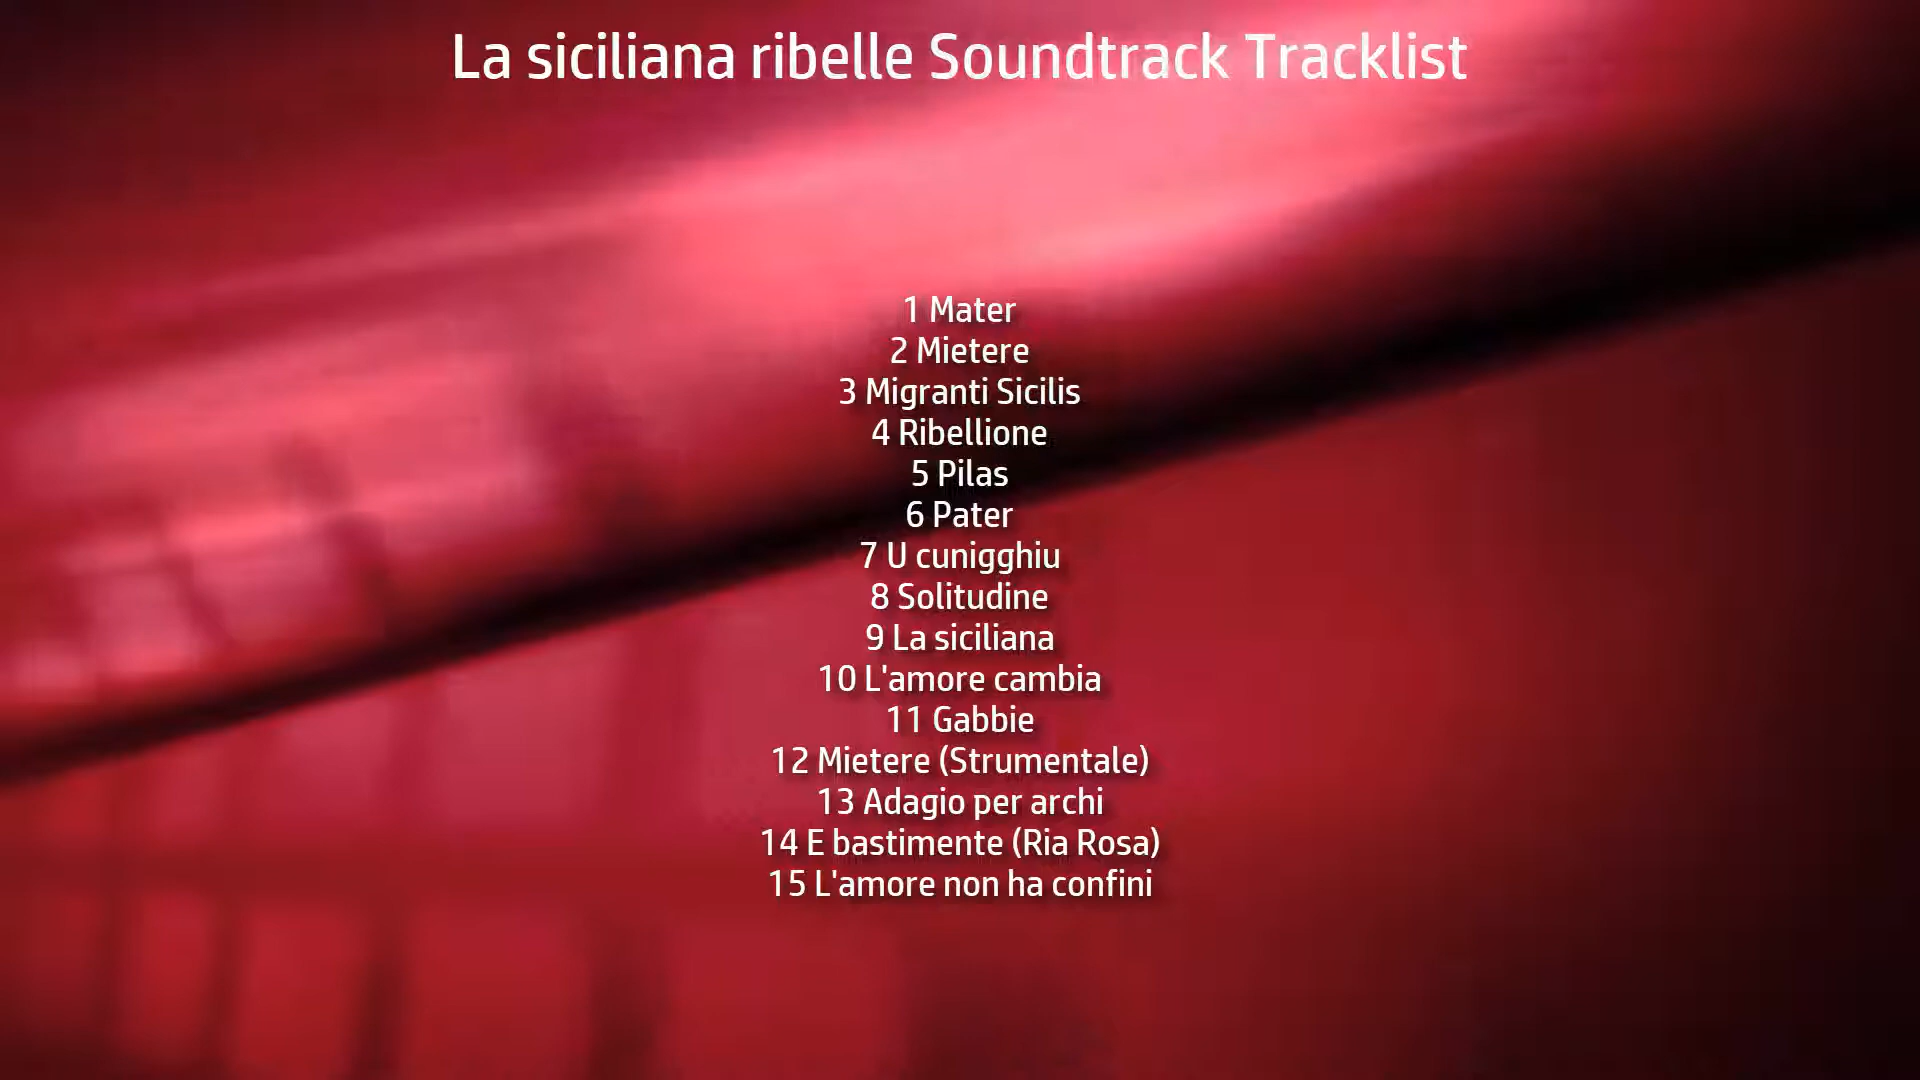 La siciliana ribelle Soundtrack Tracklist
1 Mater
2 Mietere
3 Migranti Sicilis
4 Ribellione
5 Pilas
6 Pater
7 U cunigghiu
8 Solitudine
9 La siciliana
10 L'amore cambia
11 Gabbie
12 Mietere (Strumentale)
13 Adagio per archi
14 E bastimente (Ria Rosa)
15 L'amore non ha confini